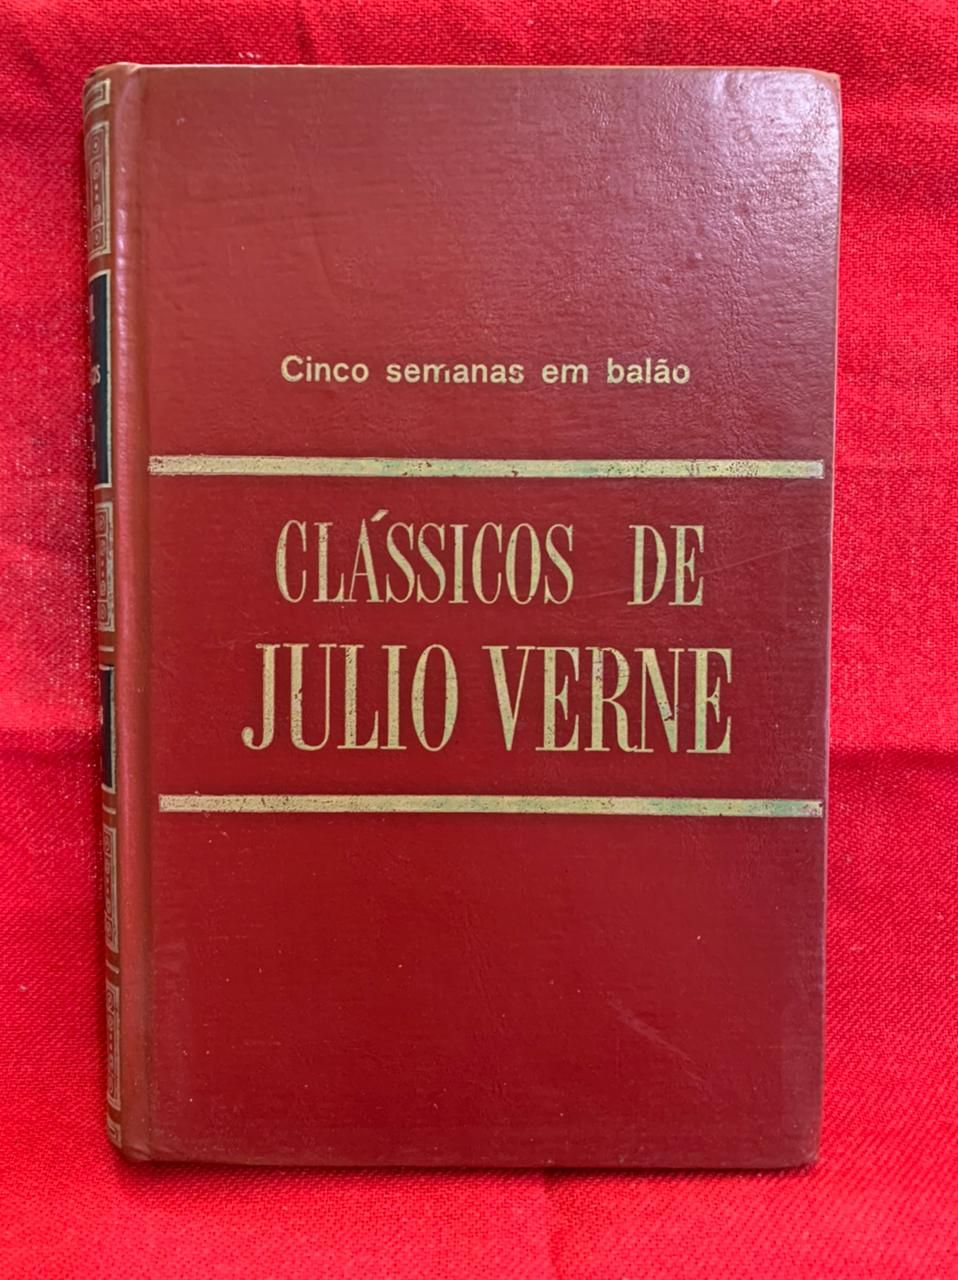 Cinco semanas em balão
CLÁSSICOS DE
JULIO VERNE